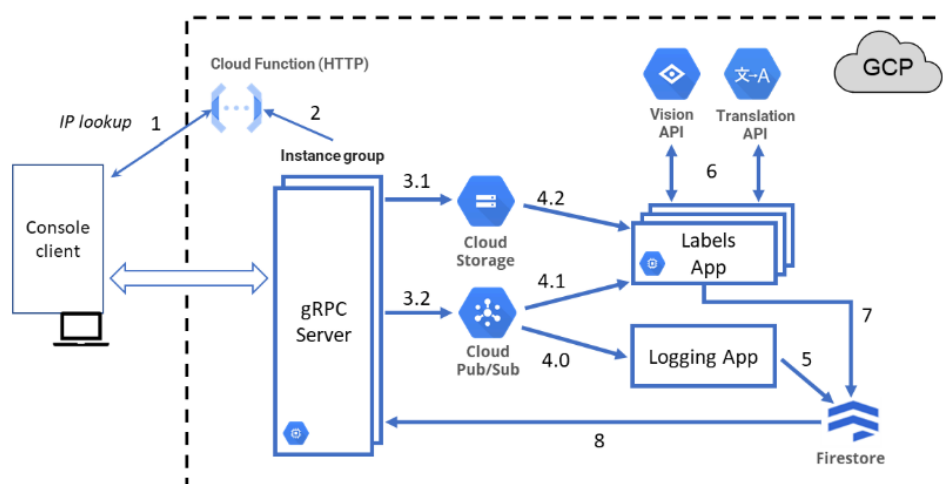 GCP
Cloud Function (HTTP)
Vision
API
Translation
API
文→A
IP lookup
1
2
Instance group
3.1
4.2
6
Console
client
Cloud
Storage
Labels
App
gRPC
Server
3.2
4.1
7
Cloud
Pub/Sub
4.0
Logging App
5
8
Firestore